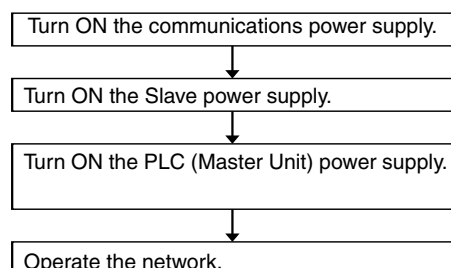 Turn ON the communications power supply.
Turn ON the Slave power supply.
Turn ON the PLC (Master Unit) power supply.
Operate the network.